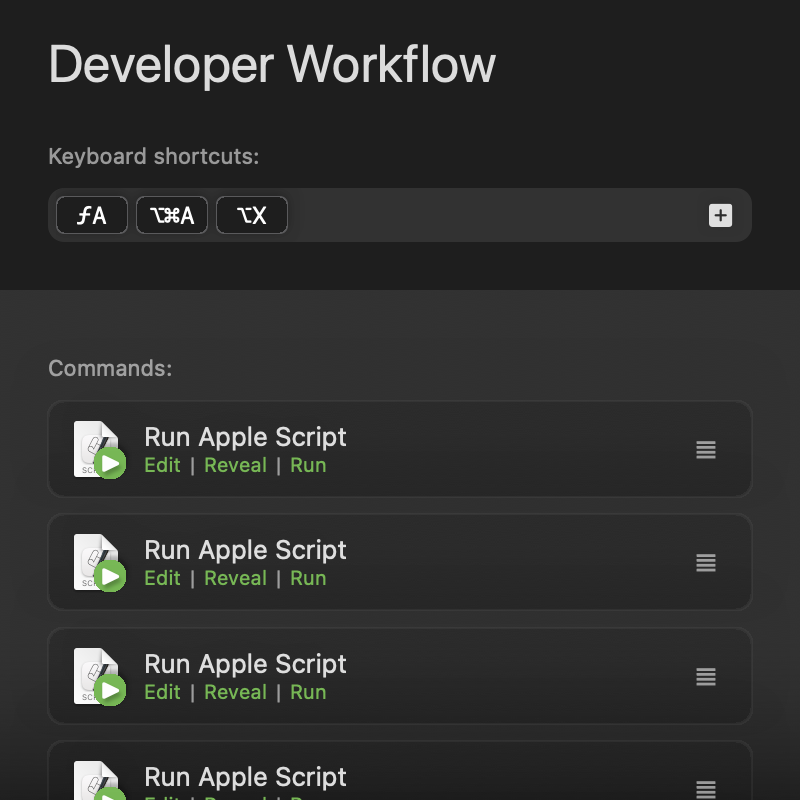 Developer Workflow
Keyboard shortcuts:
ƒA ⌥⌘A ⌥X
Commands:
Run Apple Script
Edit | Reveal | Run
Run Apple Script
Edit | Reveal | Run
Run Apple Script
Edit | Reveal | Run
Run Apple Script